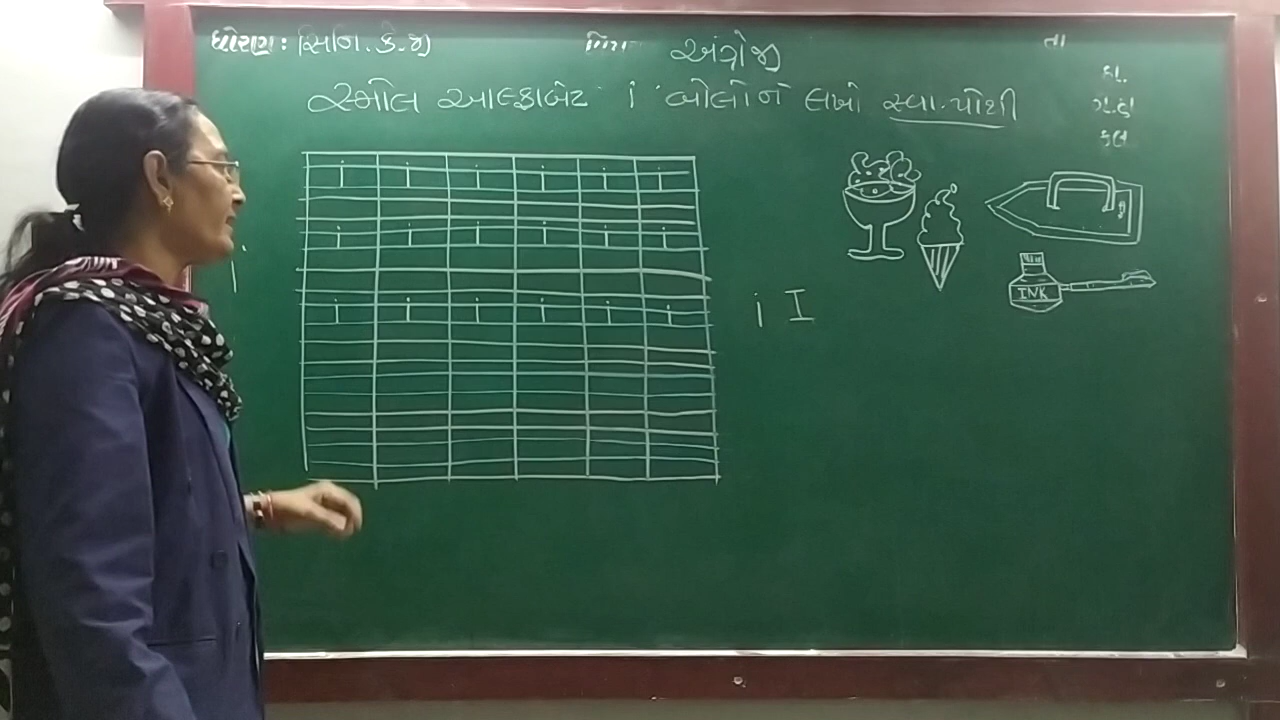 ધોરણ : સિનિ. કે. જી
વિષય અંગ્રેજી
તા
હા.
ગે.હા
કુલ
સ્મોલ આલ્ફાબેટ i બોલીને લખો સ્વા.પોથી
i i i i i i
i i i i i i
i i i i i i
i
i I
INK